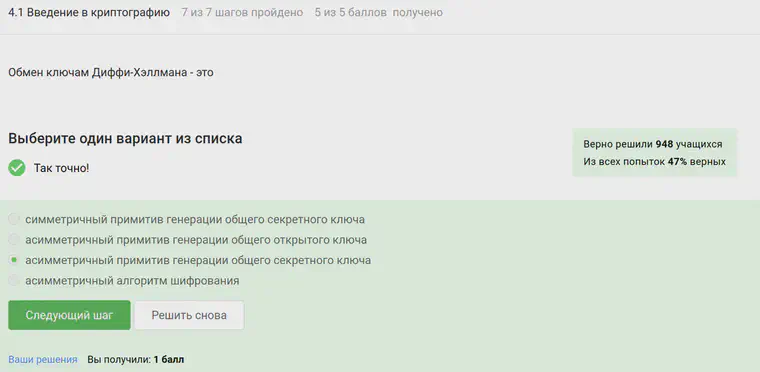 4.1 Введение в криптографию 7 из 7 шагов пройдено 5 из 5 баллов получено
Обмен ключам Диффи-Хэллмана - это
Выберите один вариант из списка
Так точно!
Верно решили 948 учащихся
Из всех попыток 47% верных
симметричный примитив генерации общего секретного ключа
асимметричный примитив генерации общего открытого ключа
асимметричный примитив генерации общего секретного ключа
асимметричный алгоритм шифрования
Следующий шаг Решить снова
Ваши решения Вы получили: 1 балл